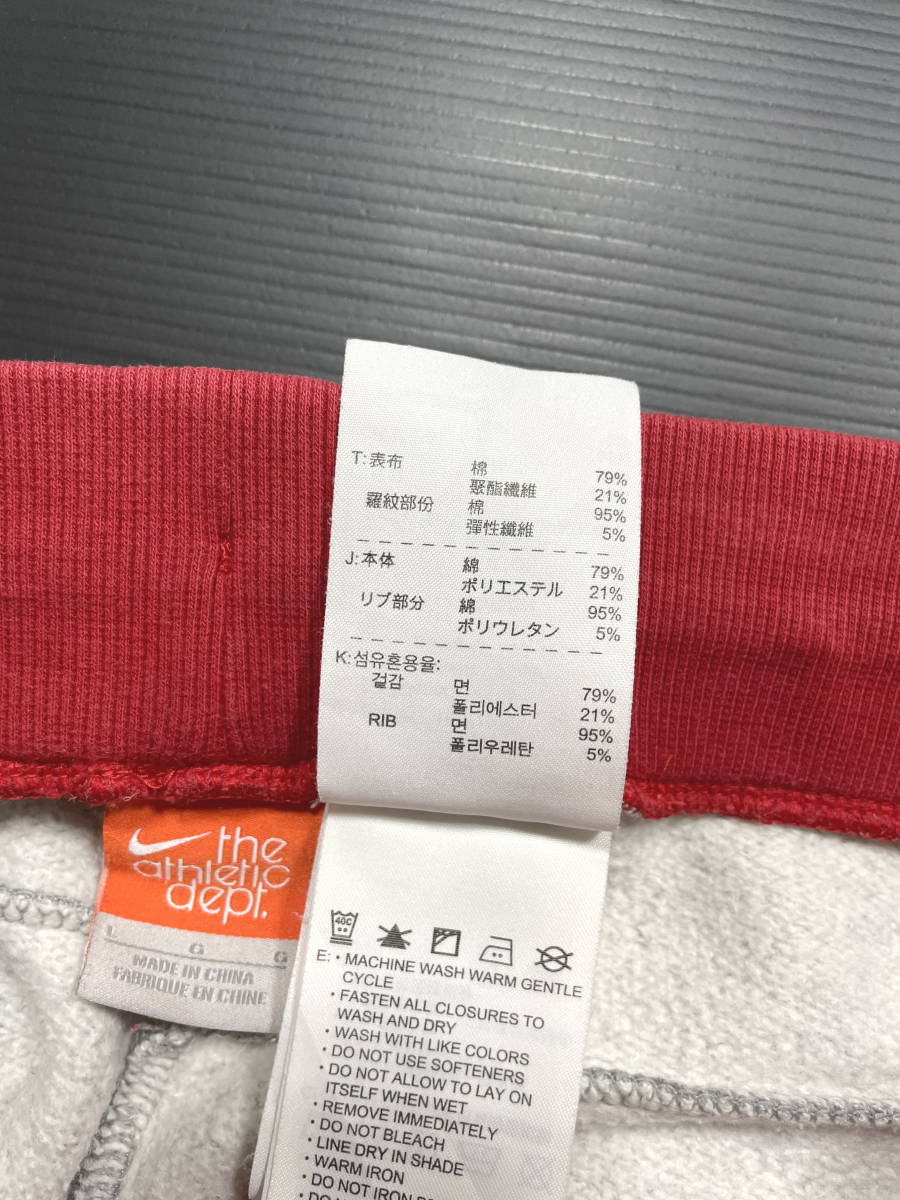 T:表布 棉 79%
聚酯纖維 21%
羅紋部份 棉 95%
彈性纖維 5%
J:本体 綿 79%
ポリエステル 21%
リブ部分 綿 95%
ポリウレタン 5%
K:섬유혼용율:
겉감 면 79%
폴리에스터 21%
RIB 면 95%
폴리우레탄 5%
the
athletic
dept.
L G G
MADE IN CHINA
FABRIQUE EN CHINE
40C
E: • MACHINE WASH WARM GENTLE
CYCLE
• FASTEN ALL CLOSURES TO
WASH AND DRY
• WASH WITH LIKE COLORS
• DO NOT USE SOFTENERS
• DO NOT ALLOW TO LAY ON
ITSELF WHEN WET
• REMOVE IMMEDIATELY
• DO NOT BLEACH
• LINE DRY IN SHADE
• WARM IRON
• DO NOT IRON